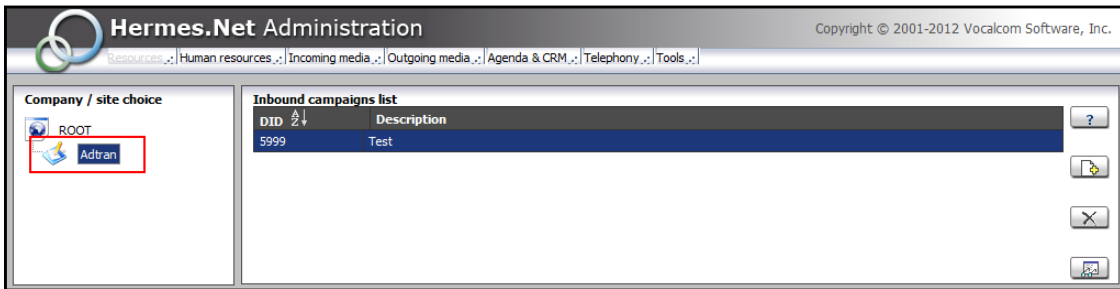 Hermes.Net Administration
Copyright © 2001-2012 Vocalcom Software, Inc.
Resources .: Human resources .: Incoming media .: Outgoing media .: Agenda & CRM .: Telephony .: Tools .:
Company / site choice
ROOT
Adtran
Inbound campaigns list
DID Description
5999 Test
?